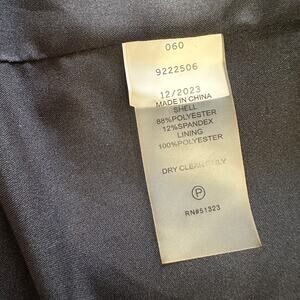 060
9222506
12/2023
MADE IN CHINA
SHELL
88%POLYESTER
12%SPANDEX
LINING
100%POLYESTER
DRY CLEAN ONLY
P
RN#51323